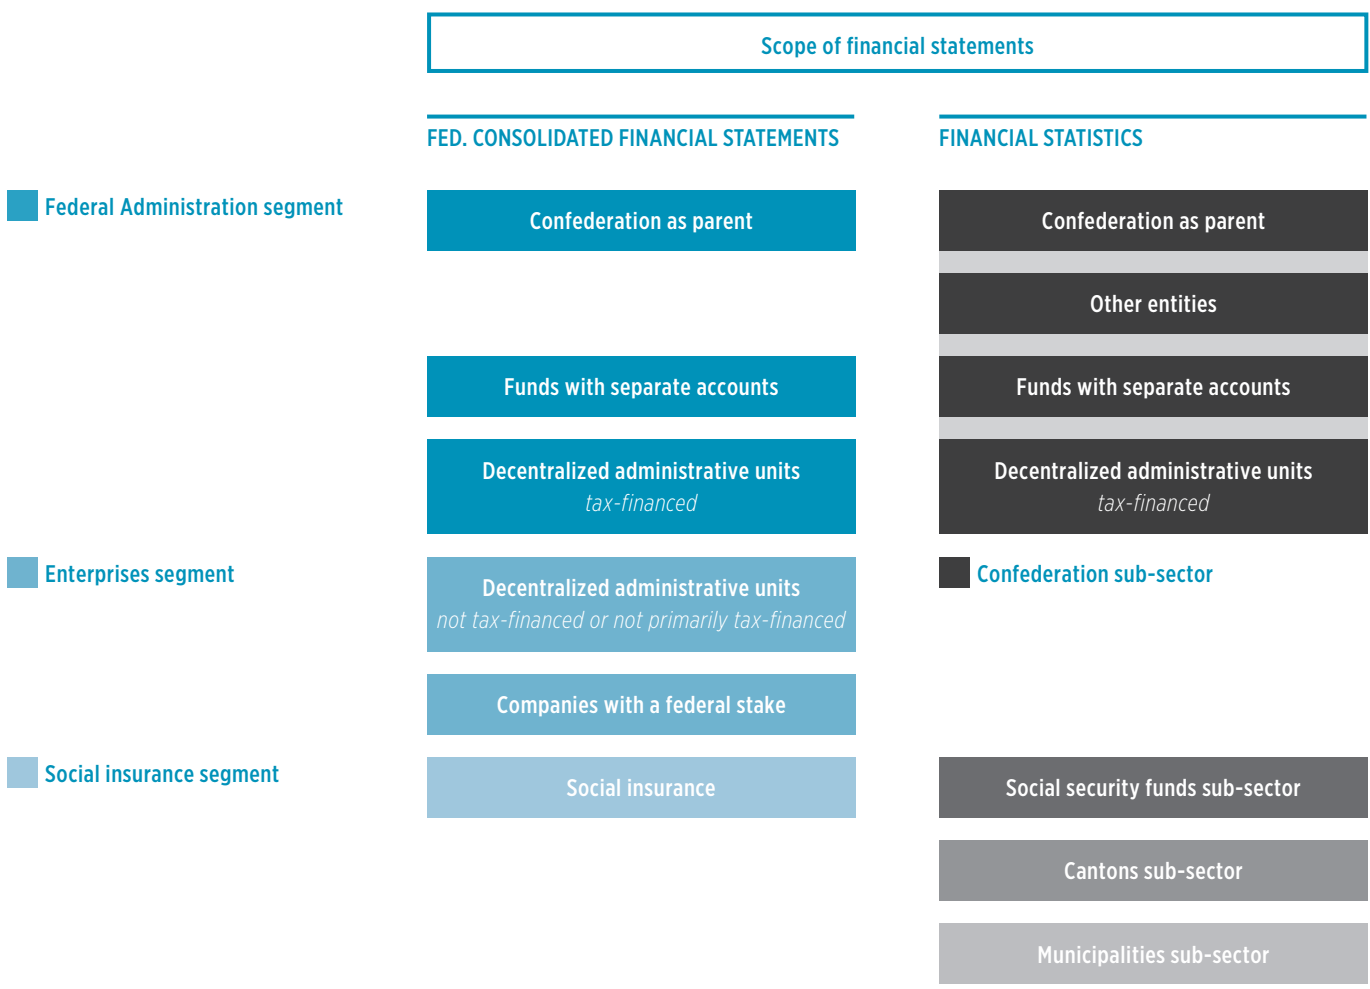 Scope of financial statements
FED. CONSOLIDATED FINANCIAL STATEMENTS
FINANCIAL STATISTICS
Federal Administration segment
Confederation as parent
Confederation as parent
Other entities
Funds with separate accounts
Funds with separate accounts
Decentralized administrative units
tax-financed
Decentralized administrative units
tax-financed
Enterprises segment
Decentralized administrative units
not tax-financed or not primarily tax-financed
Confederation sub-sector
Companies with a federal stake
Social insurance segment
Social insurance
Social security funds sub-sector
Cantons sub-sector
Municipalities sub-sector